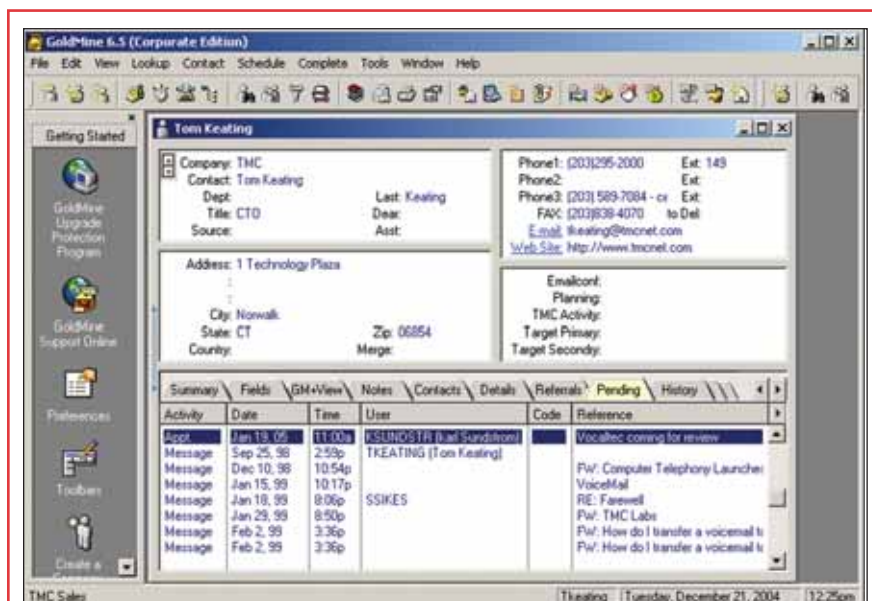 GoldMine 6.5 (Corporate Edition)
File Edit View Lookup Contact Schedule Complete Tools Window Help
Getting Started
GoldMine
Upgrade
Protection
Program
GoldMine
Support Online
Preferences
Toolbars
Create a
Tom Keating
Company: TMC
Contact: Tom Keating
Dept:
Last: Keating
Title: CTO
Dear:
Source:
Asst:
Phone1: (203)295-2000 Ext: 149
Phone2: Ext:
Phone3: (203) 589-7084 - ce Ext:
FAX: (203)838-4070 to Del:
E-mail: tkeating@tmcnet.com
Web Site: http://www.tmcnet.com
Address: 1 Technology Plaza
:
:
City: Norwalk
State: CT Zip: 06854
Country: Merge:
Emailconf:
Planning:
TMC Activity:
Target Primary:
Target Secondry:
Summary Fields GM+View Notes Contacts Details Referrals Pending History
Activity Date Time User Code Reference
Appt. Jan 19, 05 11:00a KSUNDSTR (karl Sundstrom) Vocaltec coming for review
Message Sep 25, 98 2:59p TKEATING (Tom Keating)
Message Dec 10, 98 10:54p FW: Computer Telephony Launches
Message Jan 15, 99 10:17p VoiceMail
Message Jan 18, 99 8:06p SSIKES RE: Farewell
Message Jan 29, 99 8:50p FW: TMC Labs
Message Feb 2, 99 3:36p FW: How do I transfer a voicemail to
Message Feb 2, 99 3:36p FW: How do I transfer a voicemail to
TMC Sales Tkeating Tuesday, December 21, 2004 12:25pm